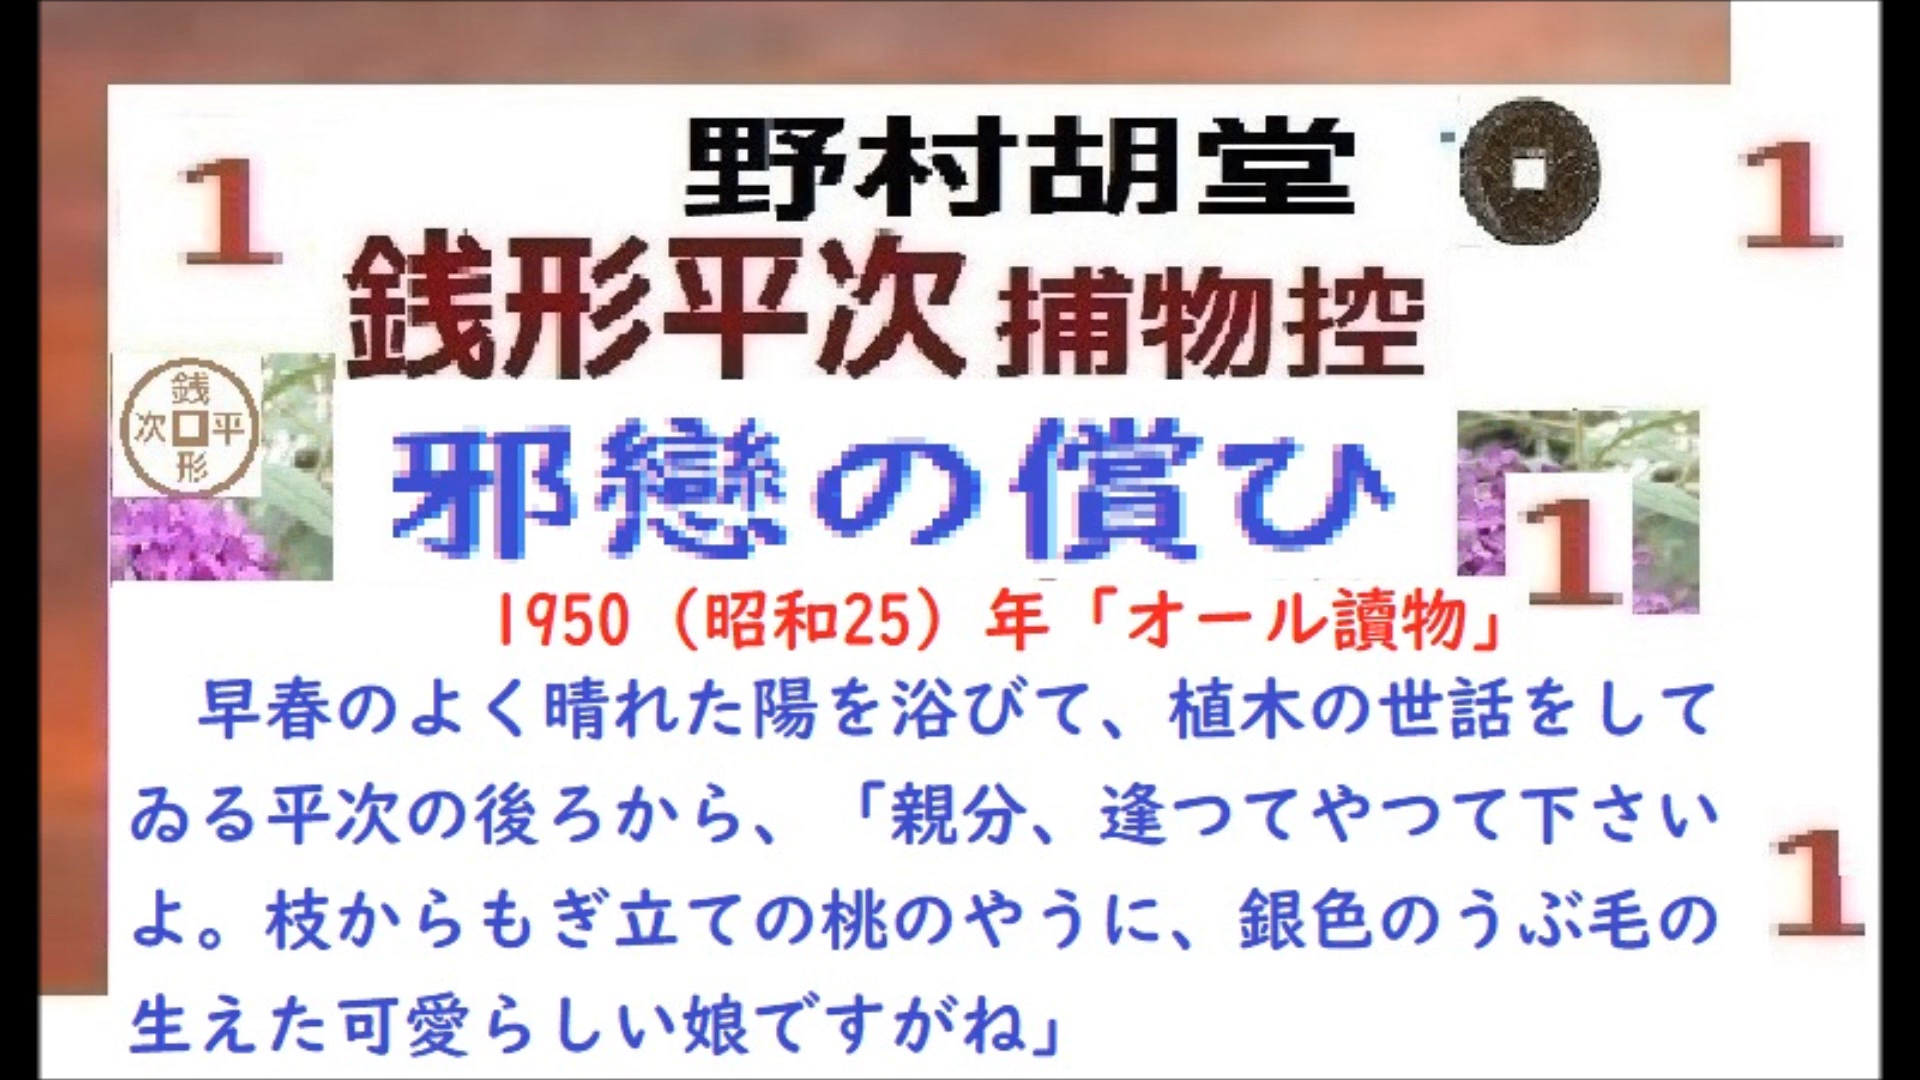 野村胡堂
1
1
銭形平次 捕物控
銭
次 平
形
邪戀の償ひ
1
1950（昭和25）年「オール讀物」
早春のよく晴れた陽を浴びて、植木の世話をして
ゐる平次の後ろから、「親分、逢つてやつて下さい
1
よ。枝からもぎ立ての桃のやうに、銀色のうぶ毛の
生えた可愛らしい娘ですがね」